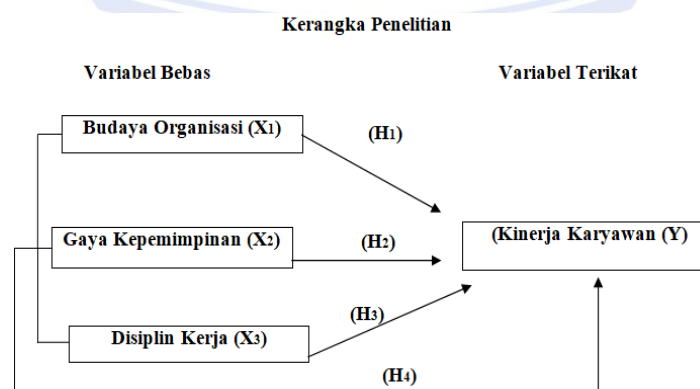 Kerangka Penelitian
Variabel Bebas
Variabel Terikat
Budaya Organisasi (X1)
(H1)
Gaya Kepemimpinan (X2)
(H2)
(Kinerja Karyawan (Y)
(H3)
Disiplin Kerja (X3)
(H4)